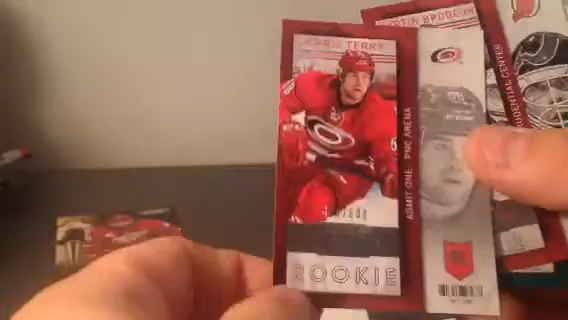 CHRIS TERRY
ADMIT ONE - PNC ARENA
ROOKIE
MARTIN BRODEUR
PRUDENTIAL CENTER